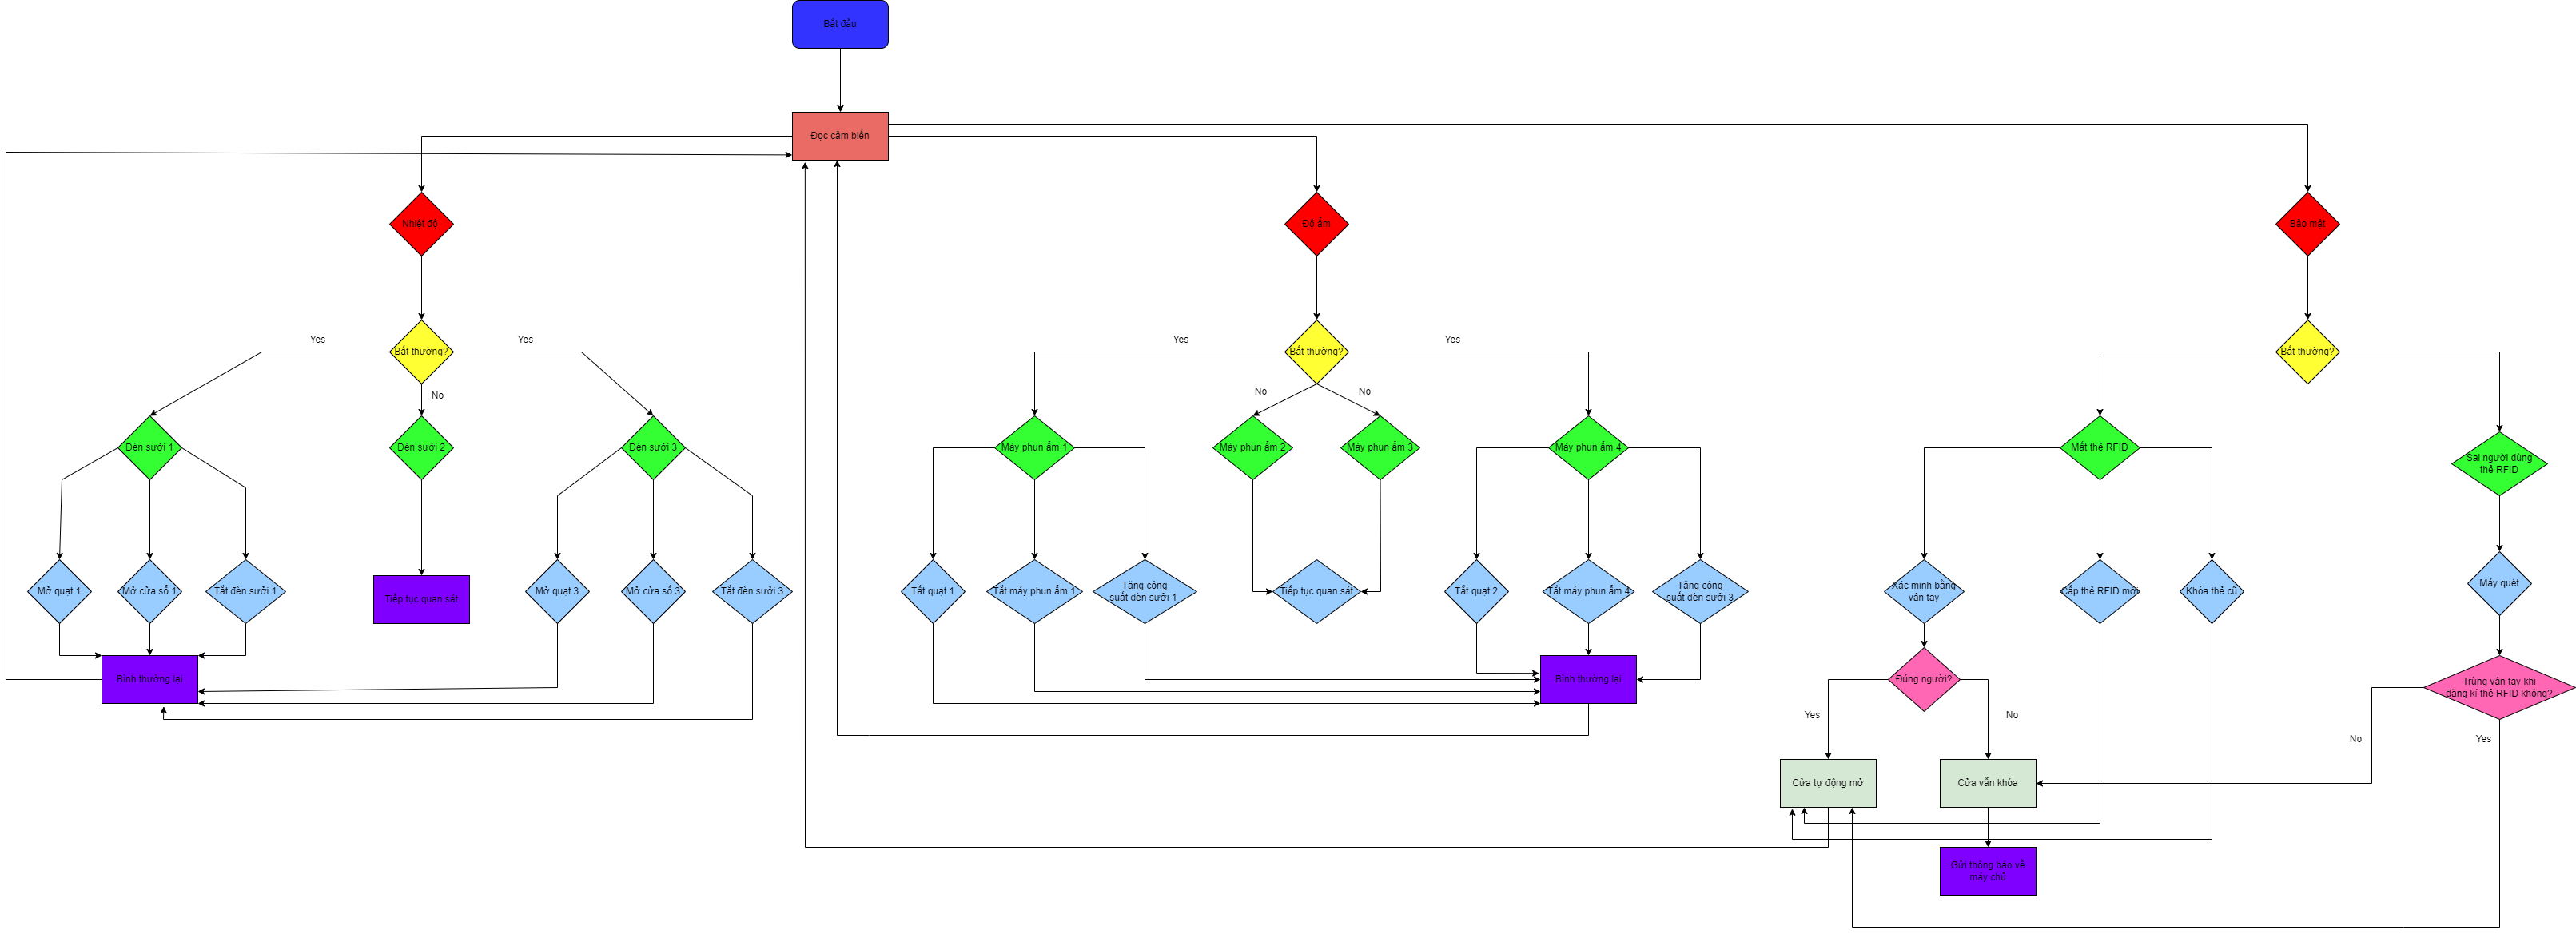 Bắt đầu
Đọc cảm biến
Nhiệt độ
Độ ẩm
Bảo mật
Yes
Yes
Yes
Yes
Bất thường?
Bất thường?
Bất thường?
No
No
No
Đèn sưởi 1
Đèn sưởi 2
Đèn sưởi 3
Máy phun ẩm 1
Máy phun ẩm 2
Máy phun ẩm 3
Máy phun ẩm 4
Mất thẻ RFID
Sai người dùng
thẻ RFID
Mở quạt 1
Mở cửa sổ 1
Tắt đèn sưởi 1
Tiếp tục quan sát
Mở quạt 3
Mở cửa sổ 3
Tắt đèn sưởi 3
Tắt quạt 1
Tắt máy phun ẩm 1
Tăng công
suất đèn sưởi 1
Tiếp tục quan sát
Tắt quạt 2
Tắt máy phun ẩm 4
Tăng công
suất đèn sưởi 3
Xác minh bằng
vân tay
Cấp thẻ RFID mới
Khóa thẻ cũ
Máy quét
Bình thường lại
Bình thường lại
Đúng người?
Trùng vân tay khi
đăng kí thẻ RFID không?
Yes
No
No
Yes
Cửa tự động mở
Cửa vẫn khóa
Gửi thông báo về
máy chủ